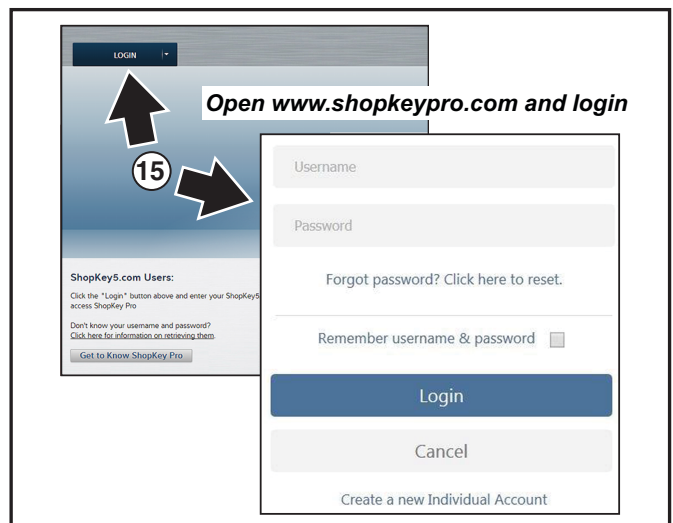 LOGIN
Open www.shopkeypro.com and login
15
Username
Password
Forgot password? Click here to reset.
Remember username & password
Login
Cancel
Create a new Individual Account
ShopKey5.com Users:
Click the "Login" button above and enter your ShopKey5
access ShopKey Pro
Don't know your username and password?
Click here for information on retrieving them.
Get to Know ShopKey Pro